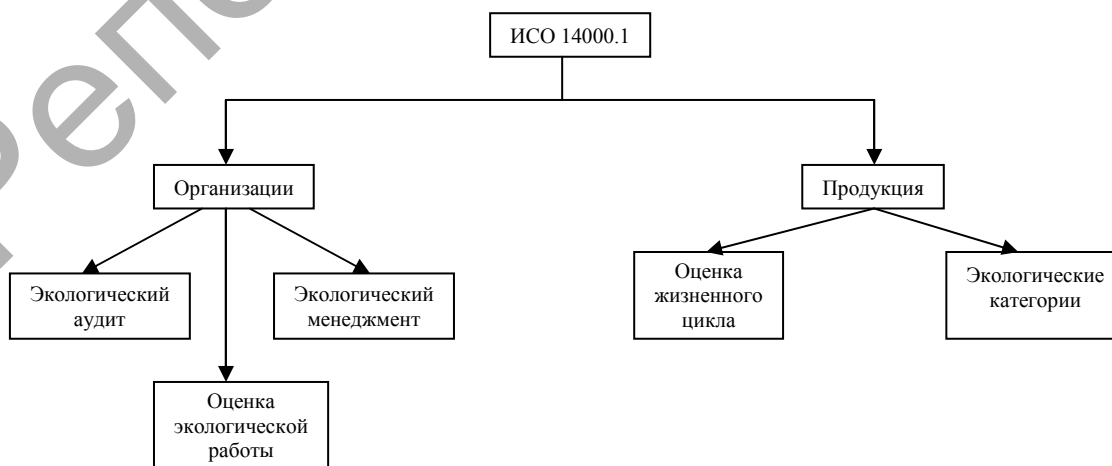 ИСО 14000.1
Организации
Продукция
Экологический
аудит
Экологический
менеджмент
Оценка
жизненного
цикла
Экологические
категории
Оценка
экологической
работы